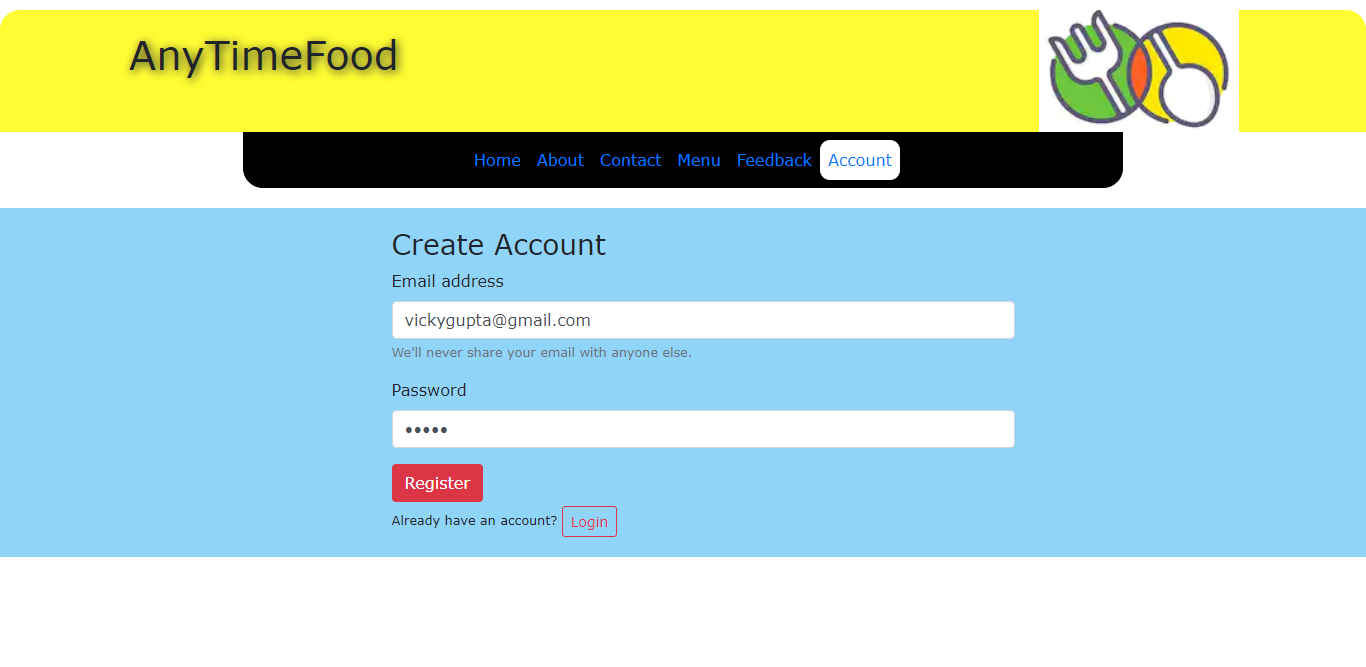 AnyTimeFood
Home About Contact Menu Feedback Account
Create Account
Email address
vickygupta@gmail.com
We'll never share your email with anyone else.
Password
•••••
Register
Already have an account? Login